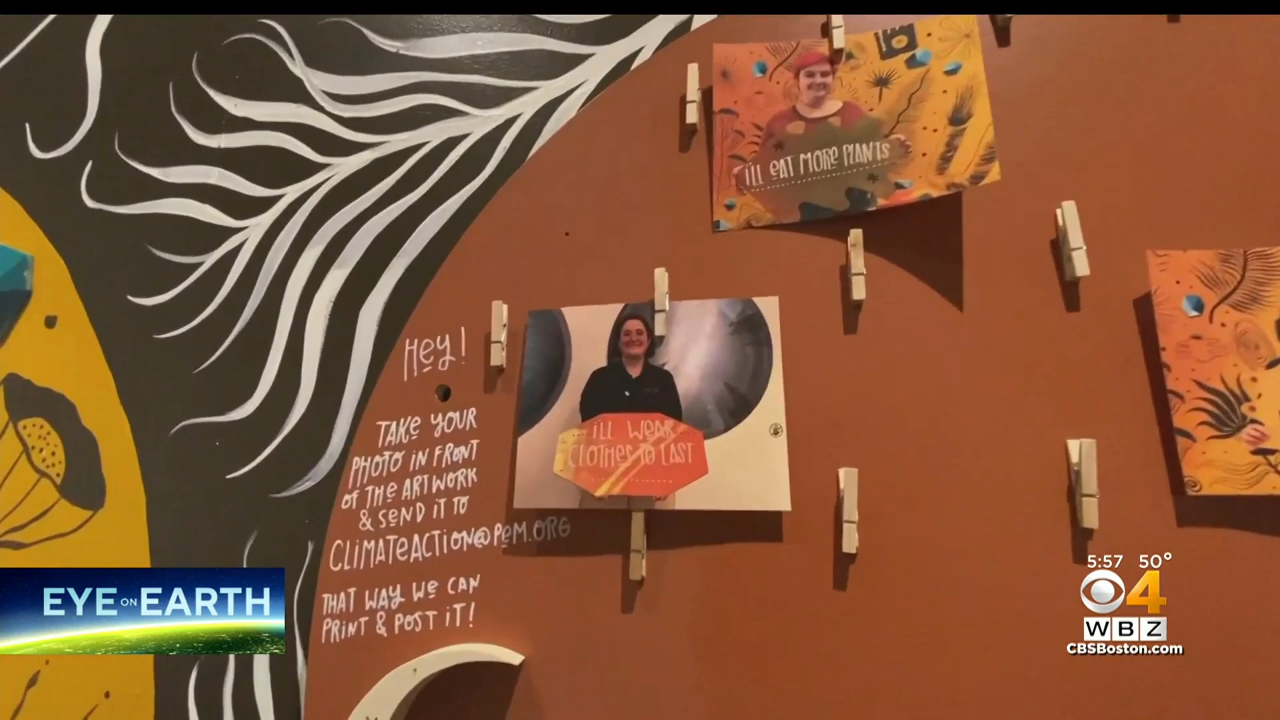 I'LL EAT MORE PLANTS
Hey!
TAKE YOUR
PHOTO IN FRONT
OF THE ARTWORK
& SEND IT TO
CLIMATEACTION@PEM.ORG
THAT WAY WE CAN
PRINT & POST IT!
I'LL WEAR
CLOTHES TO LAST
EYE ON EARTH
5:57 50°
4
WBZ
CBSBoston.com